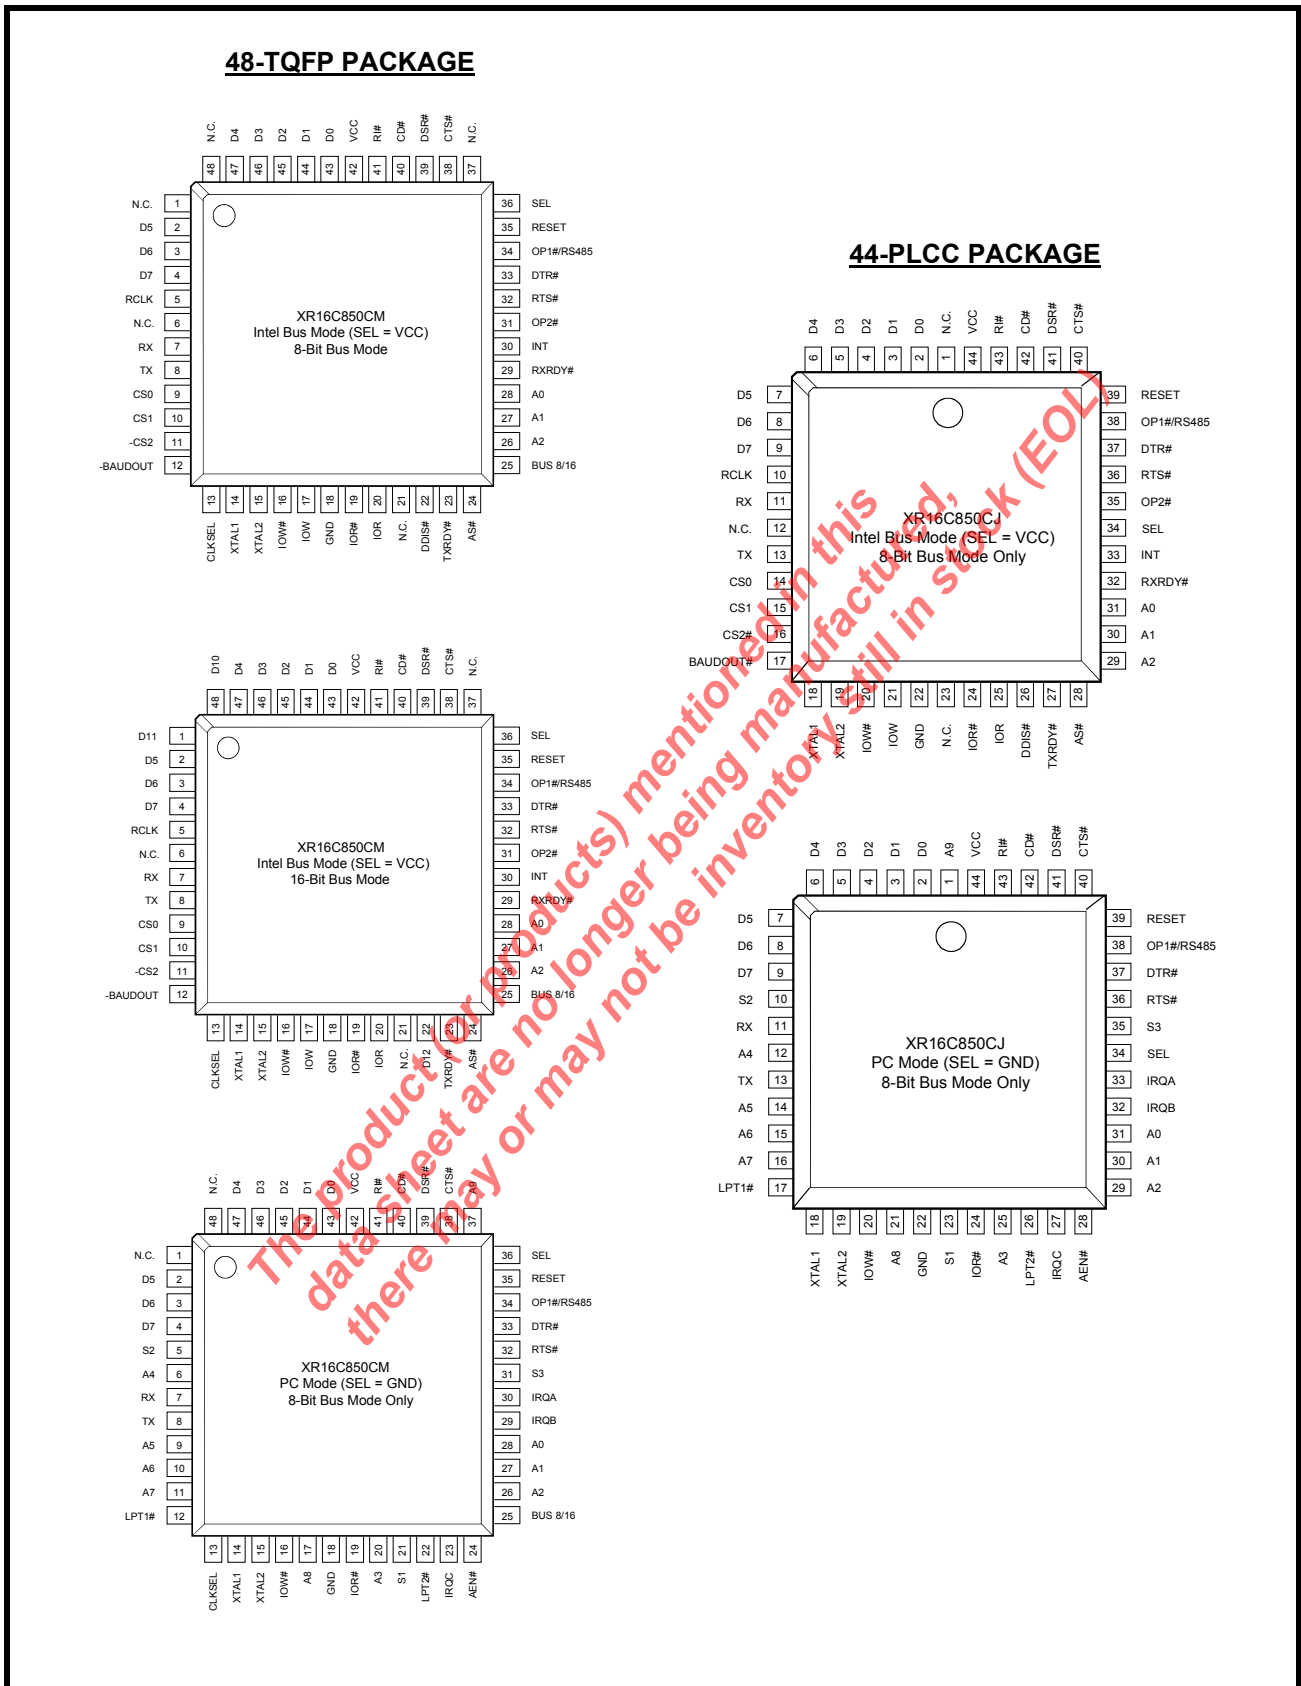 48-TQFP PACKAGE
N.C. D4 D3 D2 D1 D0 VCC RI# CD# DSR# CTS# N.C.
48 47 46 45 44 43 42 41 40 39 38 37
N.C. 1
D5 2
D6 3
D7 4
RCLK 5
N.C. 6
RX 7
TX 8
CS0 9
CS1 10
-CS2 11
-BAUDOUT 12
XR16C850CM
Intel Bus Mode (SEL = VCC)
8-Bit Bus Mode
36 SEL
35 RESET
34 OP1#/RS485
33 DTR#
32 RTS#
31 OP2#
30 INT
29 RXRDY#
28 A0
27 A1
26 A2
25 BUS 8/16
13 14 15 16 17 18 19 20 21 22 23 24
CLKSEL XTAL1 XTAL2 IOW# IOW GND IOR# IOR N.C. DDIS# TXRDY# AS#
D10 D4 D3 D2 D1 D0 VCC RI# CD# DSR# CTS# N.C.
48 47 46 45 44 43 42 41 40 39 38 37
D11 1
D5 2
D6 3
D7 4
RCLK 5
N.C. 6
RX 7
TX 8
CS0 9
CS1 10
-CS2 11
-BAUDOUT 12
XR16C850CM
Intel Bus Mode (SEL = VCC)
16-Bit Bus Mode
36 SEL
35 RESET
34 OP1#/RS485
33 DTR#
32 RTS#
31 OP2#
30 INT
29 RXRDY#
28 A0
27 A1
26 A2
25 BUS 8/16
13 14 15 16 17 18 19 20 21 22 23 24
CLKSEL XTAL1 XTAL2 IOW# IOW GND IOR# IOR N.C. D12 TXRDY# AS#
N.C. D4 D3 D2 D1 D0 VCC RI# CD# DSR# CTS# A9
48 47 46 45 44 43 42 41 40 39 38 37
N.C. 1
D5 2
D6 3
D7 4
S2 5
A4 6
RX 7
TX 8
A5 9
A6 10
A7 11
LPT1# 12
XR16C850CM
PC Mode (SEL = GND)
8-Bit Bus Mode Only
36 SEL
35 RESET
34 OP1#/RS485
33 DTR#
32 RTS#
31 S3
30 IRQA
29 IRQB
28 A0
27 A1
26 A2
25 BUS 8/16
13 14 15 16 17 18 19 20 21 22 23 24
CLKSEL XTAL1 XTAL2 IOW# A8 GND IOR# A3 S1 LPT2# IRQC AEN#
44-PLCC PACKAGE
D4 D3 D2 D1 D0 N.C. VCC RI# CD# DSR# CTS#
6 5 4 3 2 1 44 43 42 41 40
D5 7
D6 8
D7 9
RCLK 10
RX 11
N.C. 12
TX 13
CS0 14
CS1 15
CS2# 16
BAUDOUT# 17
XR16C850CJ
Intel Bus Mode (SEL = VCC)
8-Bit Bus Mode Only
39 RESET
38 OP1#/RS485
37 DTR#
36 RTS#
35 OP2#
34 SEL
33 INT
32 RXRDY#
31 A0
30 A1
29 A2
18 19 20 21 22 23 24 25 26 27 28
XTAL1 XTAL2 IOW# IOW GND N.C. IOR# IOR DDIS# TXRDY# AS#
D4 D3 D2 D1 D0 A9 VCC RI# CD# DSR# CTS#
6 5 4 3 2 1 44 43 42 41 40
D5 7
D6 8
D7 9
S2 10
RX 11
A4 12
TX 13
A5 14
A6 15
A7 16
LPT1# 17
XR16C850CJ
PC Mode (SEL = GND)
8-Bit Bus Mode Only
39 RESET
38 OP1#/RS485
37 DTR#
36 RTS#
35 S3
34 SEL
33 IRQA
32 IRQB
31 A0
30 A1
29 A2
18 19 20 21 22 23 24 25 26 27 28
XTAL1 XTAL2 IOW# A8 GND S1 IOR# A3 LPT2# IRQC AEN#
The product (or products) mentioned in this
data sheet are no longer being manufactured,
there may or may not be inventory still in stock (EOL)